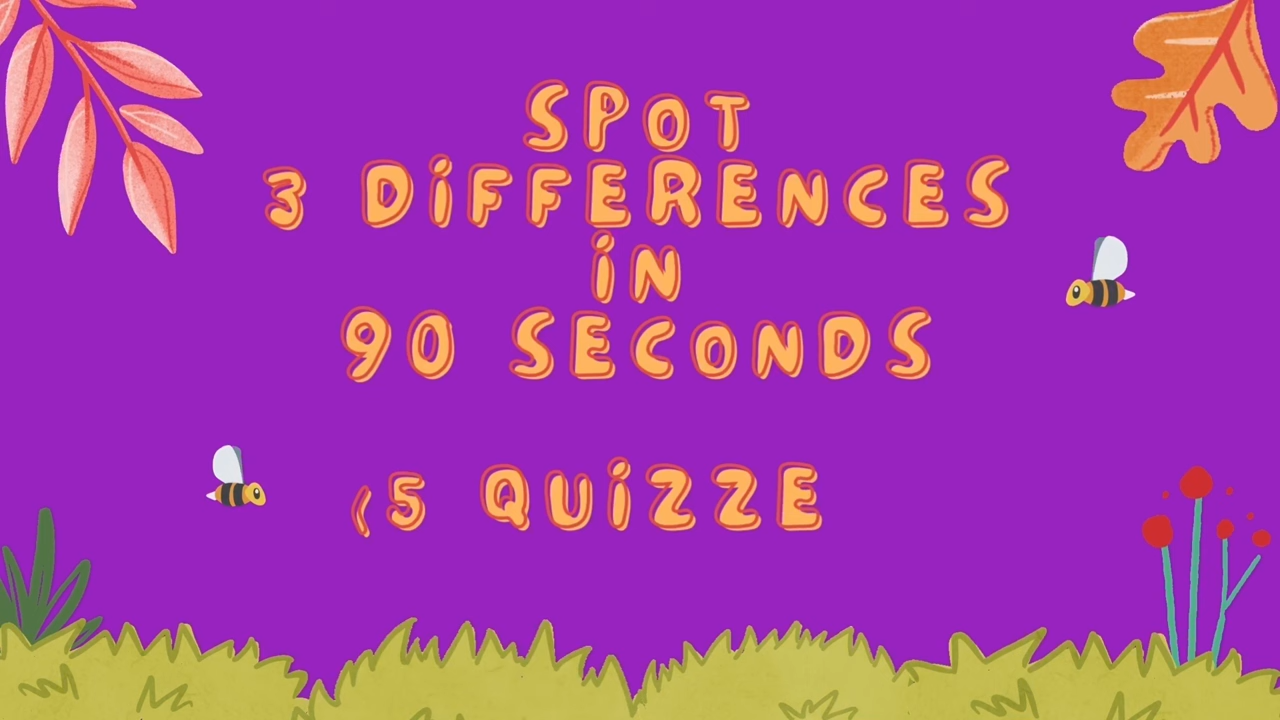 SPOT
3 DiFFERENCES
iN
90 SECONDS
(5 QUiZZE